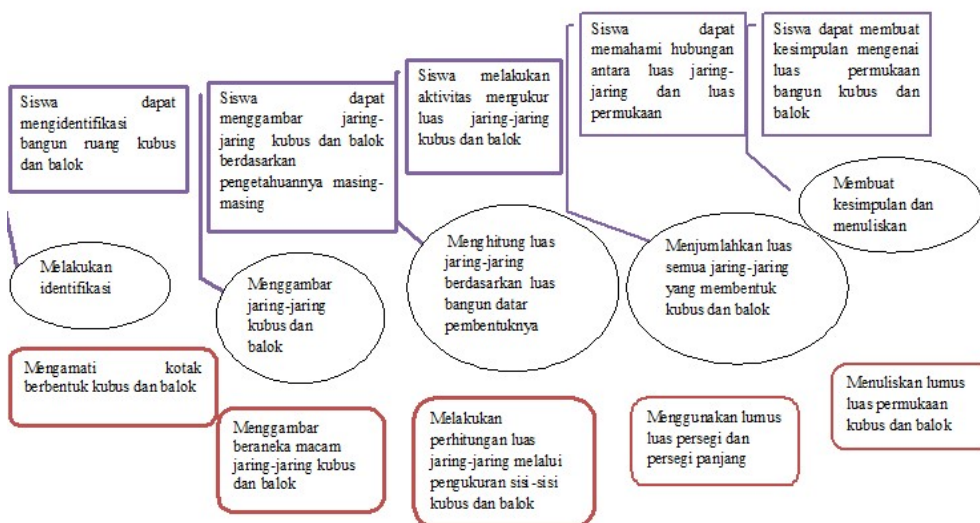 Siswa dapat
mengidentifikasi
bangun ruang kubus
dan balok
Siswa dapat
menggambar jaring-
jaring kubus dan balok
berdasarkan
pengetahuannya masing-
masing
Siswa melakukan
aktivitas mengukur
luas jaring-jaring
kubus dan balok
Siswa dapat
memahami hubungan
antara luas jaring-
jaring dan luas
permukaan
Siswa dapat membuat
kesimpulan mengenai
luas permukaan
bangun kubus dan
balok
Melakukan
identifikasi
Menggambar
jaring-jaring
kubus dan
balok
Menghitung luas
jaring-jaring
berdasarkan luas
bangun datar
pembentuknya
Menjumlahkan luas
semua jaring-jaring
yang membentuk
kubus dan balok
Membuat
kesimpulan dan
menuliskan
Mengamati kotak
berbentuk kubus dan balok
Menggambar
beraneka macam
jaring-jaring kubus
dan balok
Melakukan
perhitungan luas
jaring-jaring melalui
pengukuran sisi-sisi
kubus dan balok
Menggunakan lumus
luas persegi dan
persegi panjang
Menuliskan lumus
luas permukaan
kubus dan balok